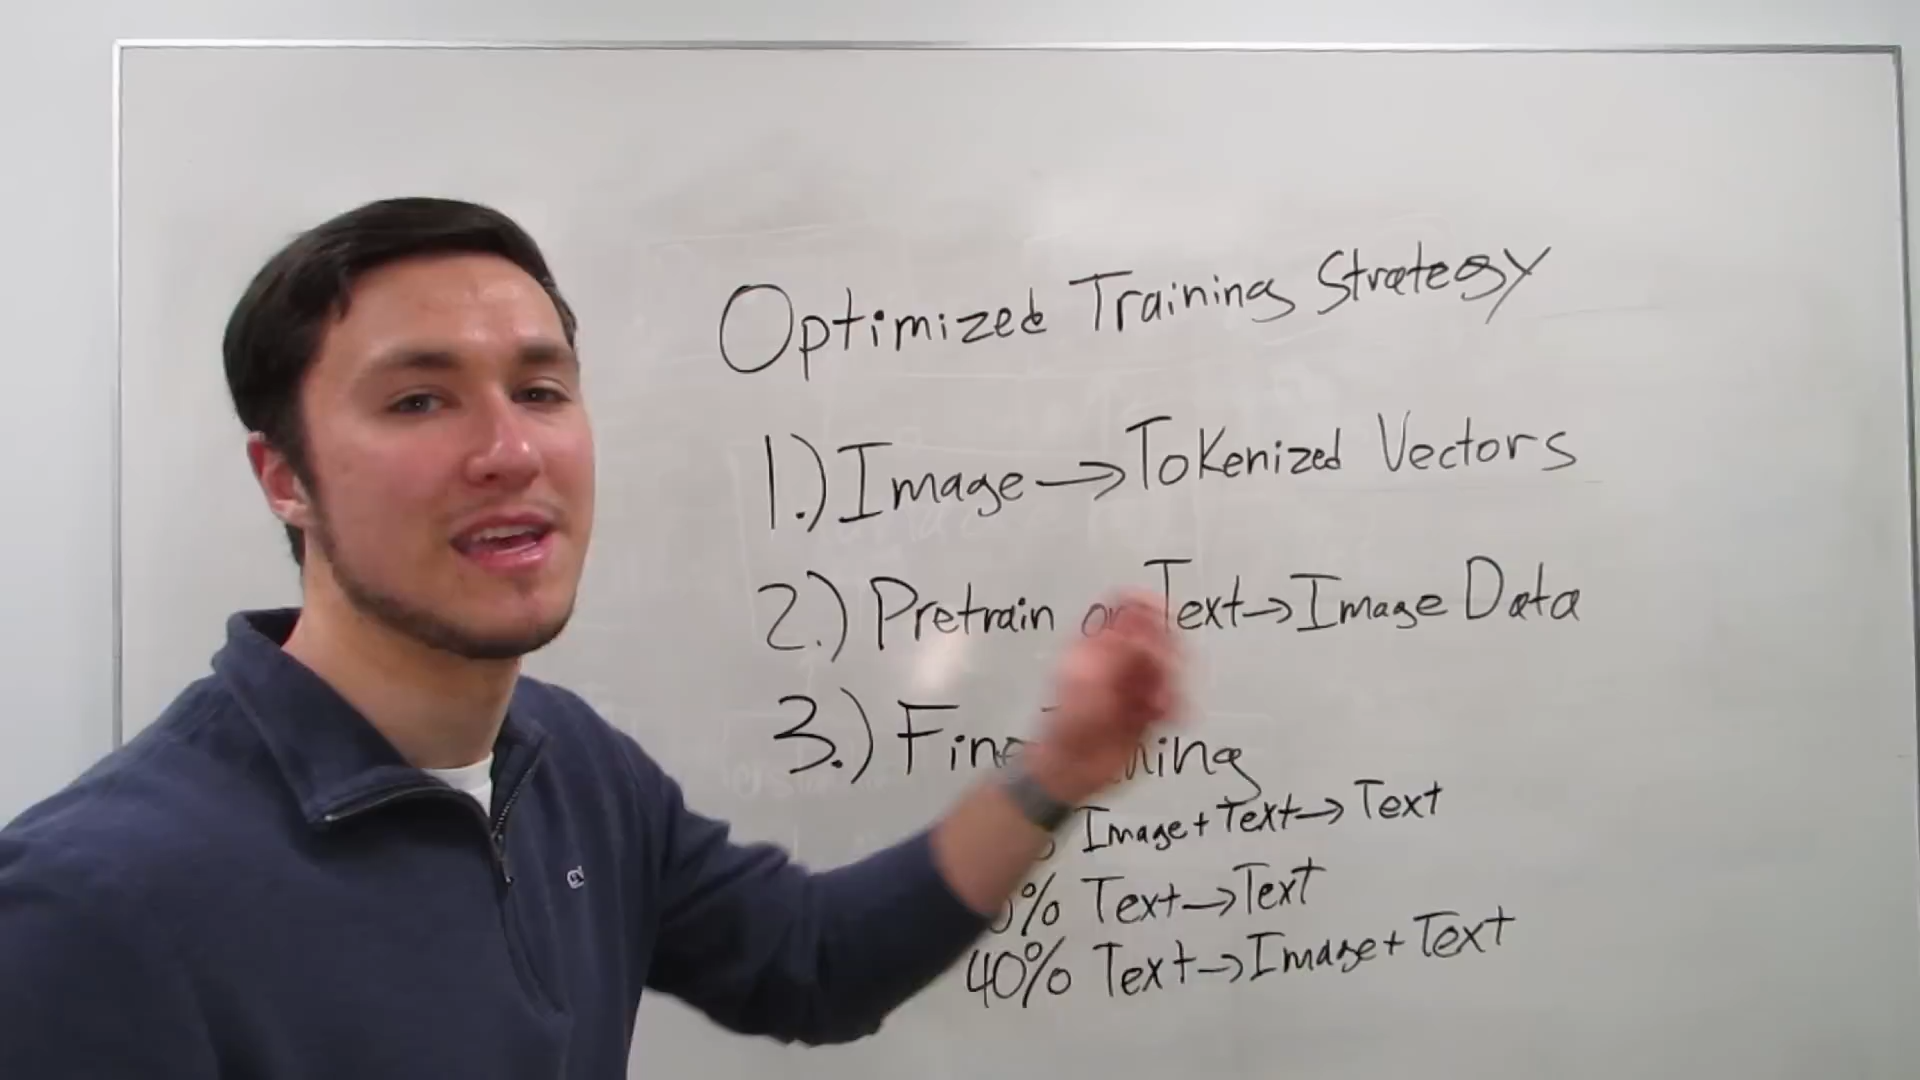 Optimized Training Strategy
1.) Image → Tokenized Vectors
2.) Pretrain on Text → Image Data
3.) Fine
Image + Text → Text
% Text → Text
40% Text → Image + Text